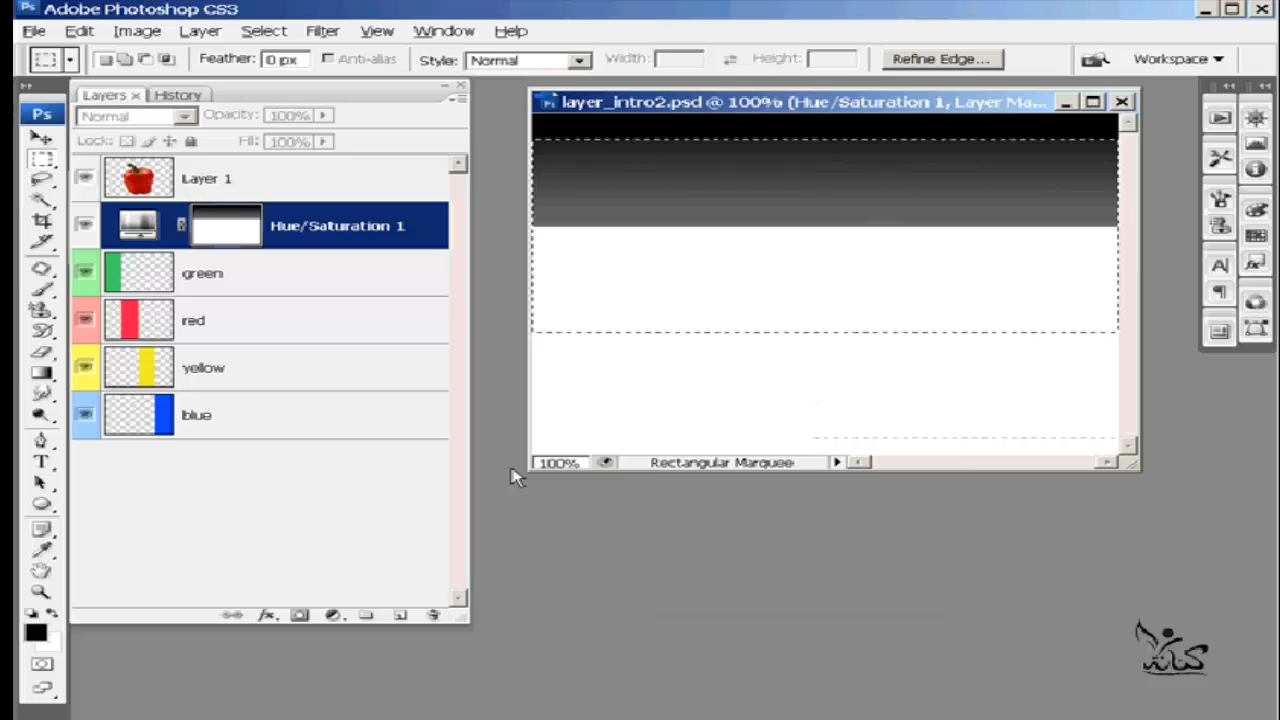 Adobe Photoshop CS3
File Edit Image Layer Select Filter View Window Help
Feather: 0 px Anti-alias Style: Normal Width: Height: Refine Edge... Workspace
Layers x History
Normal Opacity: 100%
Lock: Fill: 100%
Layer 1
Hue/Saturation 1
green
red
yellow
blue
layer_intro2.psd @ 100% (Hue/Saturation 1, Layer Ma...
100% Rectangular Marquee
Ps